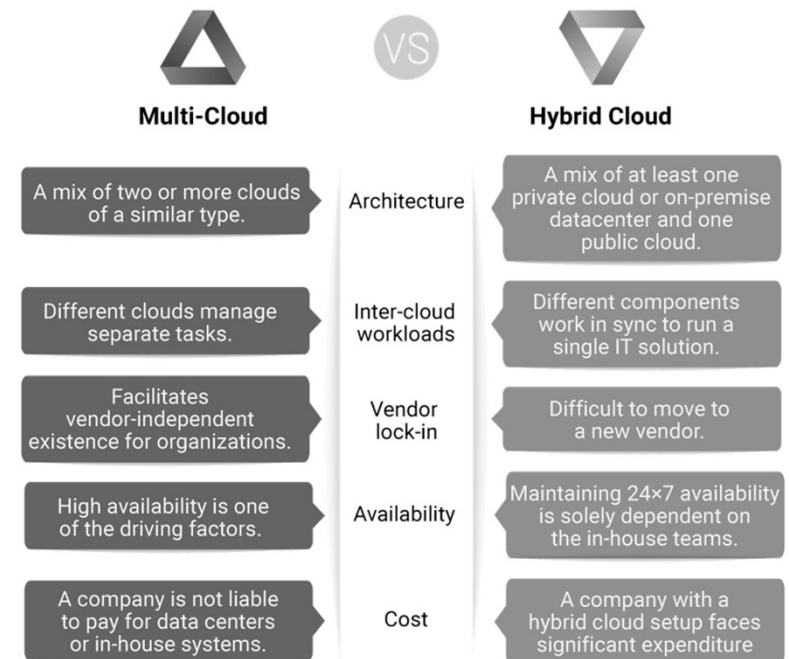 VS
Multi-Cloud
Hybrid Cloud
A mix of two or more clouds
of a similar type.
Architecture
A mix of at least one
private cloud or on-premise
datacenter and one
public cloud.
Different clouds manage
separate tasks.
Inter-cloud
workloads
Different components
work in sync to run a
single IT solution.
Facilitates
vendor-independent
existence for organizations.
Vendor
lock-in
Difficult to move to
a new vendor.
High availability is one
of the driving factors.
Availability
Maintaining 24×7 availability
is solely dependent on
the in-house teams.
A company is not liable
to pay for data centers
or in-house systems.
Cost
A company with a
hybrid cloud setup faces
significant expenditure